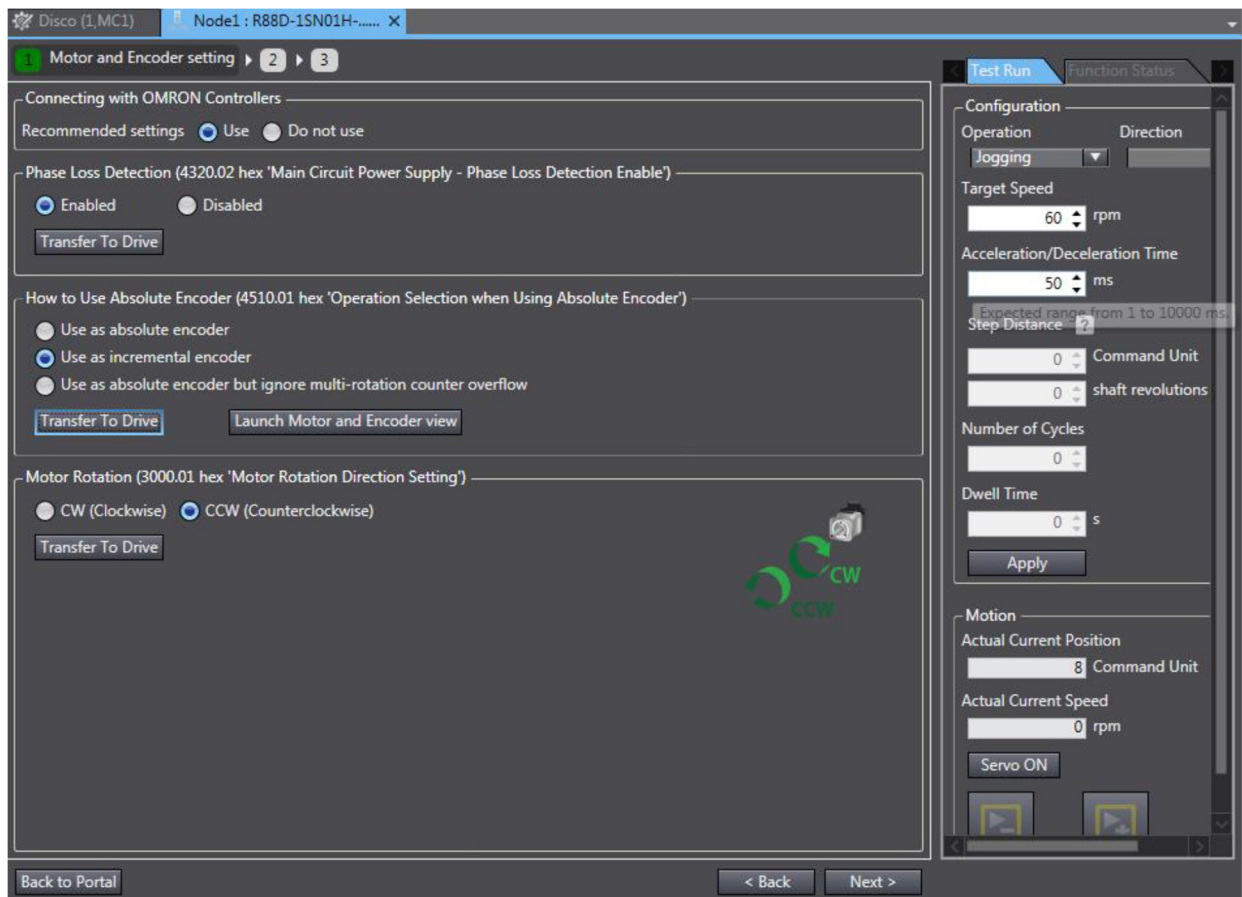 Disco (1,MC1)
Node1 : R88D-1SN01H-......
1 Motor and Encoder setting 2 3
Connecting with OMRON Controllers
Recommended settings Use Do not use
Phase Loss Detection (4320.02 hex 'Main Circuit Power Supply - Phase Loss Detection Enable')
Enabled Disabled
Transfer To Drive
How to Use Absolute Encoder (4510.01 hex 'Operation Selection when Using Absolute Encoder')
Use as absolute encoder
Use as incremental encoder
Use as absolute encoder but ignore multi-rotation counter overflow
Transfer To Drive Launch Motor and Encoder view
Motor Rotation (3000.01 hex 'Motor Rotation Direction Setting')
CW (Clockwise) CCW (Counterclockwise)
Transfer To Drive
CW
CCW
Back to Portal < Back Next >
Test Run Function Status
Configuration
Operation Direction
Jogging
Target Speed
60 rpm
Acceleration/Deceleration Time
50 ms
Expected range from 1 to 10000 ms.
Step Distance ?
0 Command Unit
0 shaft revolutions
Number of Cycles
0
Dwell Time
0 s
Apply
Motion
Actual Current Position
8 Command Unit
Actual Current Speed
0 rpm
Servo ON